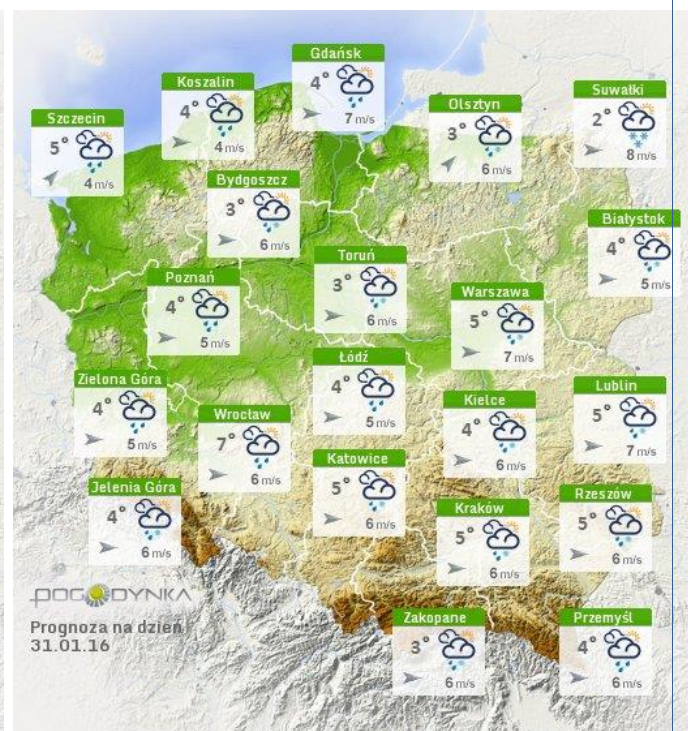 Gdańsk
4°
7 m/s
Koszalin
4°
4 m/s
Suwałki
2°
8 m/s
Olsztyn
3°
6 m/s
Szczecin
5°
4 m/s
Bydgoszcz
3°
6 m/s
Białystok
4°
5 m/s
Toruń
3°
6 m/s
Poznań
4°
5 m/s
Warszawa
5°
7 m/s
Łódź
4°
5 m/s
Zielona Góra
4°
5 m/s
Lublin
5°
7 m/s
Kielce
4°
6 m/s
Wrocław
7°
6 m/s
Katowice
5°
6 m/s
Jelenia Góra
4°
6 m/s
Rzeszów
5°
6 m/s
Kraków
5°
6 m/s
POGODYNKA
Prognoza na dzień
31.01.16
Zakopane
3°
6 m/s
Przemyśl
4°
6 m/s